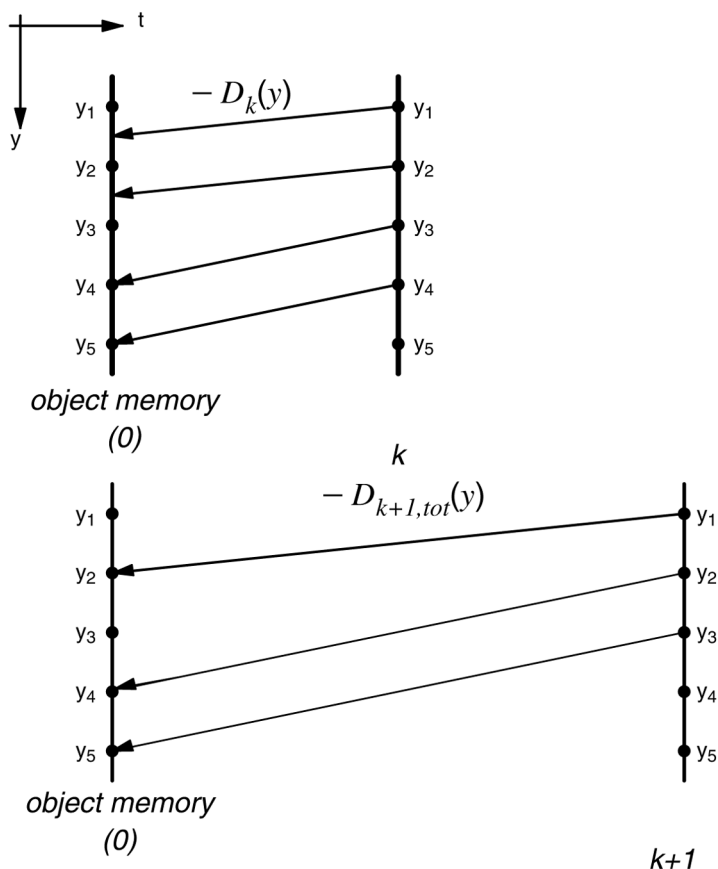 t
y
− D_k(y)
y₁ y₁
y₂ y₂
y₃ y₃
y₄ y₄
y₅ y₅
object memory
(0)
k
− D_{k+1,tot}(y)
y₁ y₁
y₂ y₂
y₃ y₃
y₄ y₄
y₅ y₅
object memory
(0)
k+1